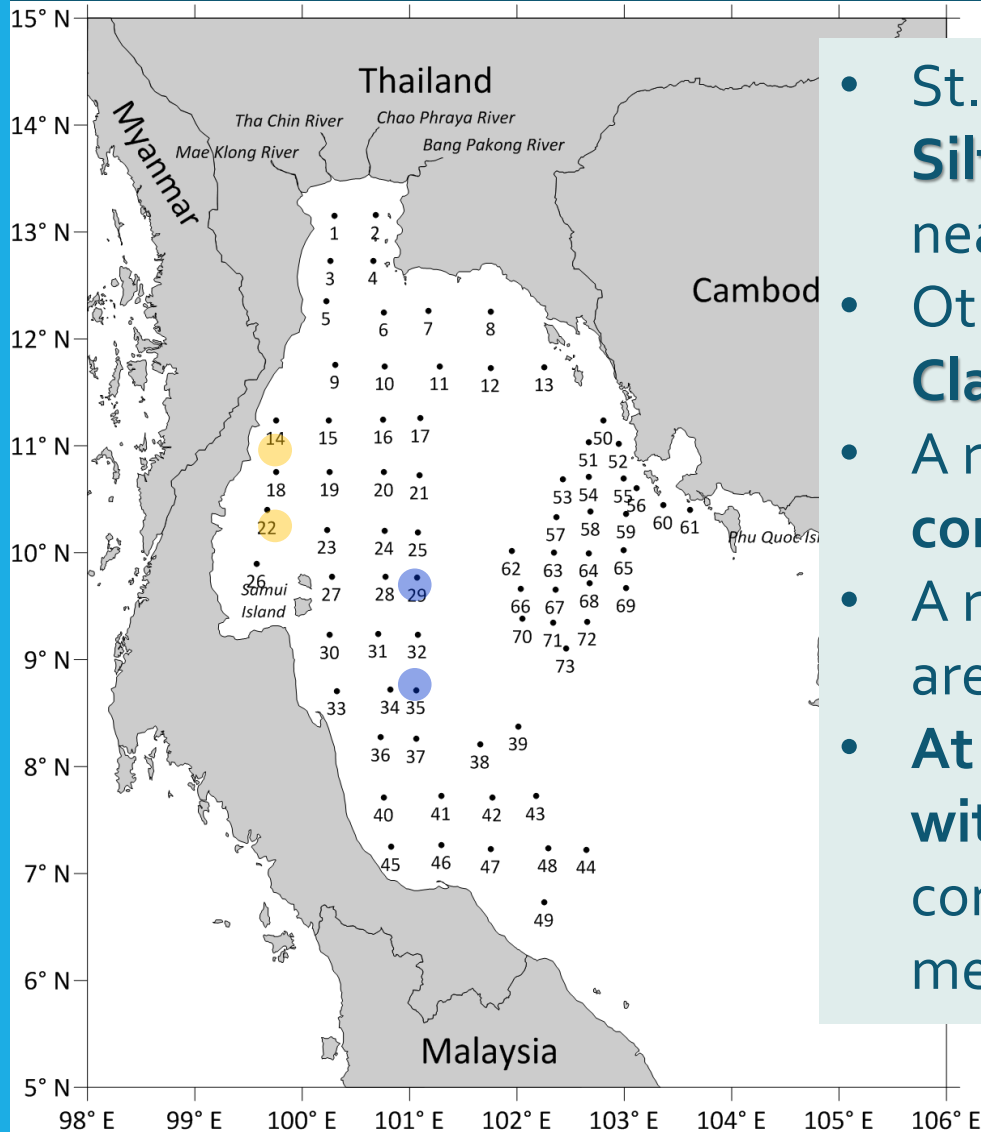 15° N
Thailand
Tha Chin River
Chao Phraya River
14° N
Mae Klong River
Bang Pakong River
Myanmar
13° N
1 2
3 4
Cambod
5
6 7 8
12° N
9 10 11 12 13
14 15 16 17 50
11° N
51 52
18 19 20 21 53 54 55 56
22 57 58 59 60 61
23 24 25
10° N
Phu Quoc Isl
26 62 63 64 65
Samui
Island
27 28 29 66 67 68 69
70 71 72
30 31 32 73
9° N
33 34 35
36 37 38 39
8° N
40 41 42 43
45 46 47 48 44
7° N
49
6° N
Malaysia
5° N
98° E 99° E 100° E 101° E 102° E 103° E 104° E 105° E 106° E
• St.
Silt
nea
• Ot
Cla
• A r
con
• A r
are
• At
wit
con
me